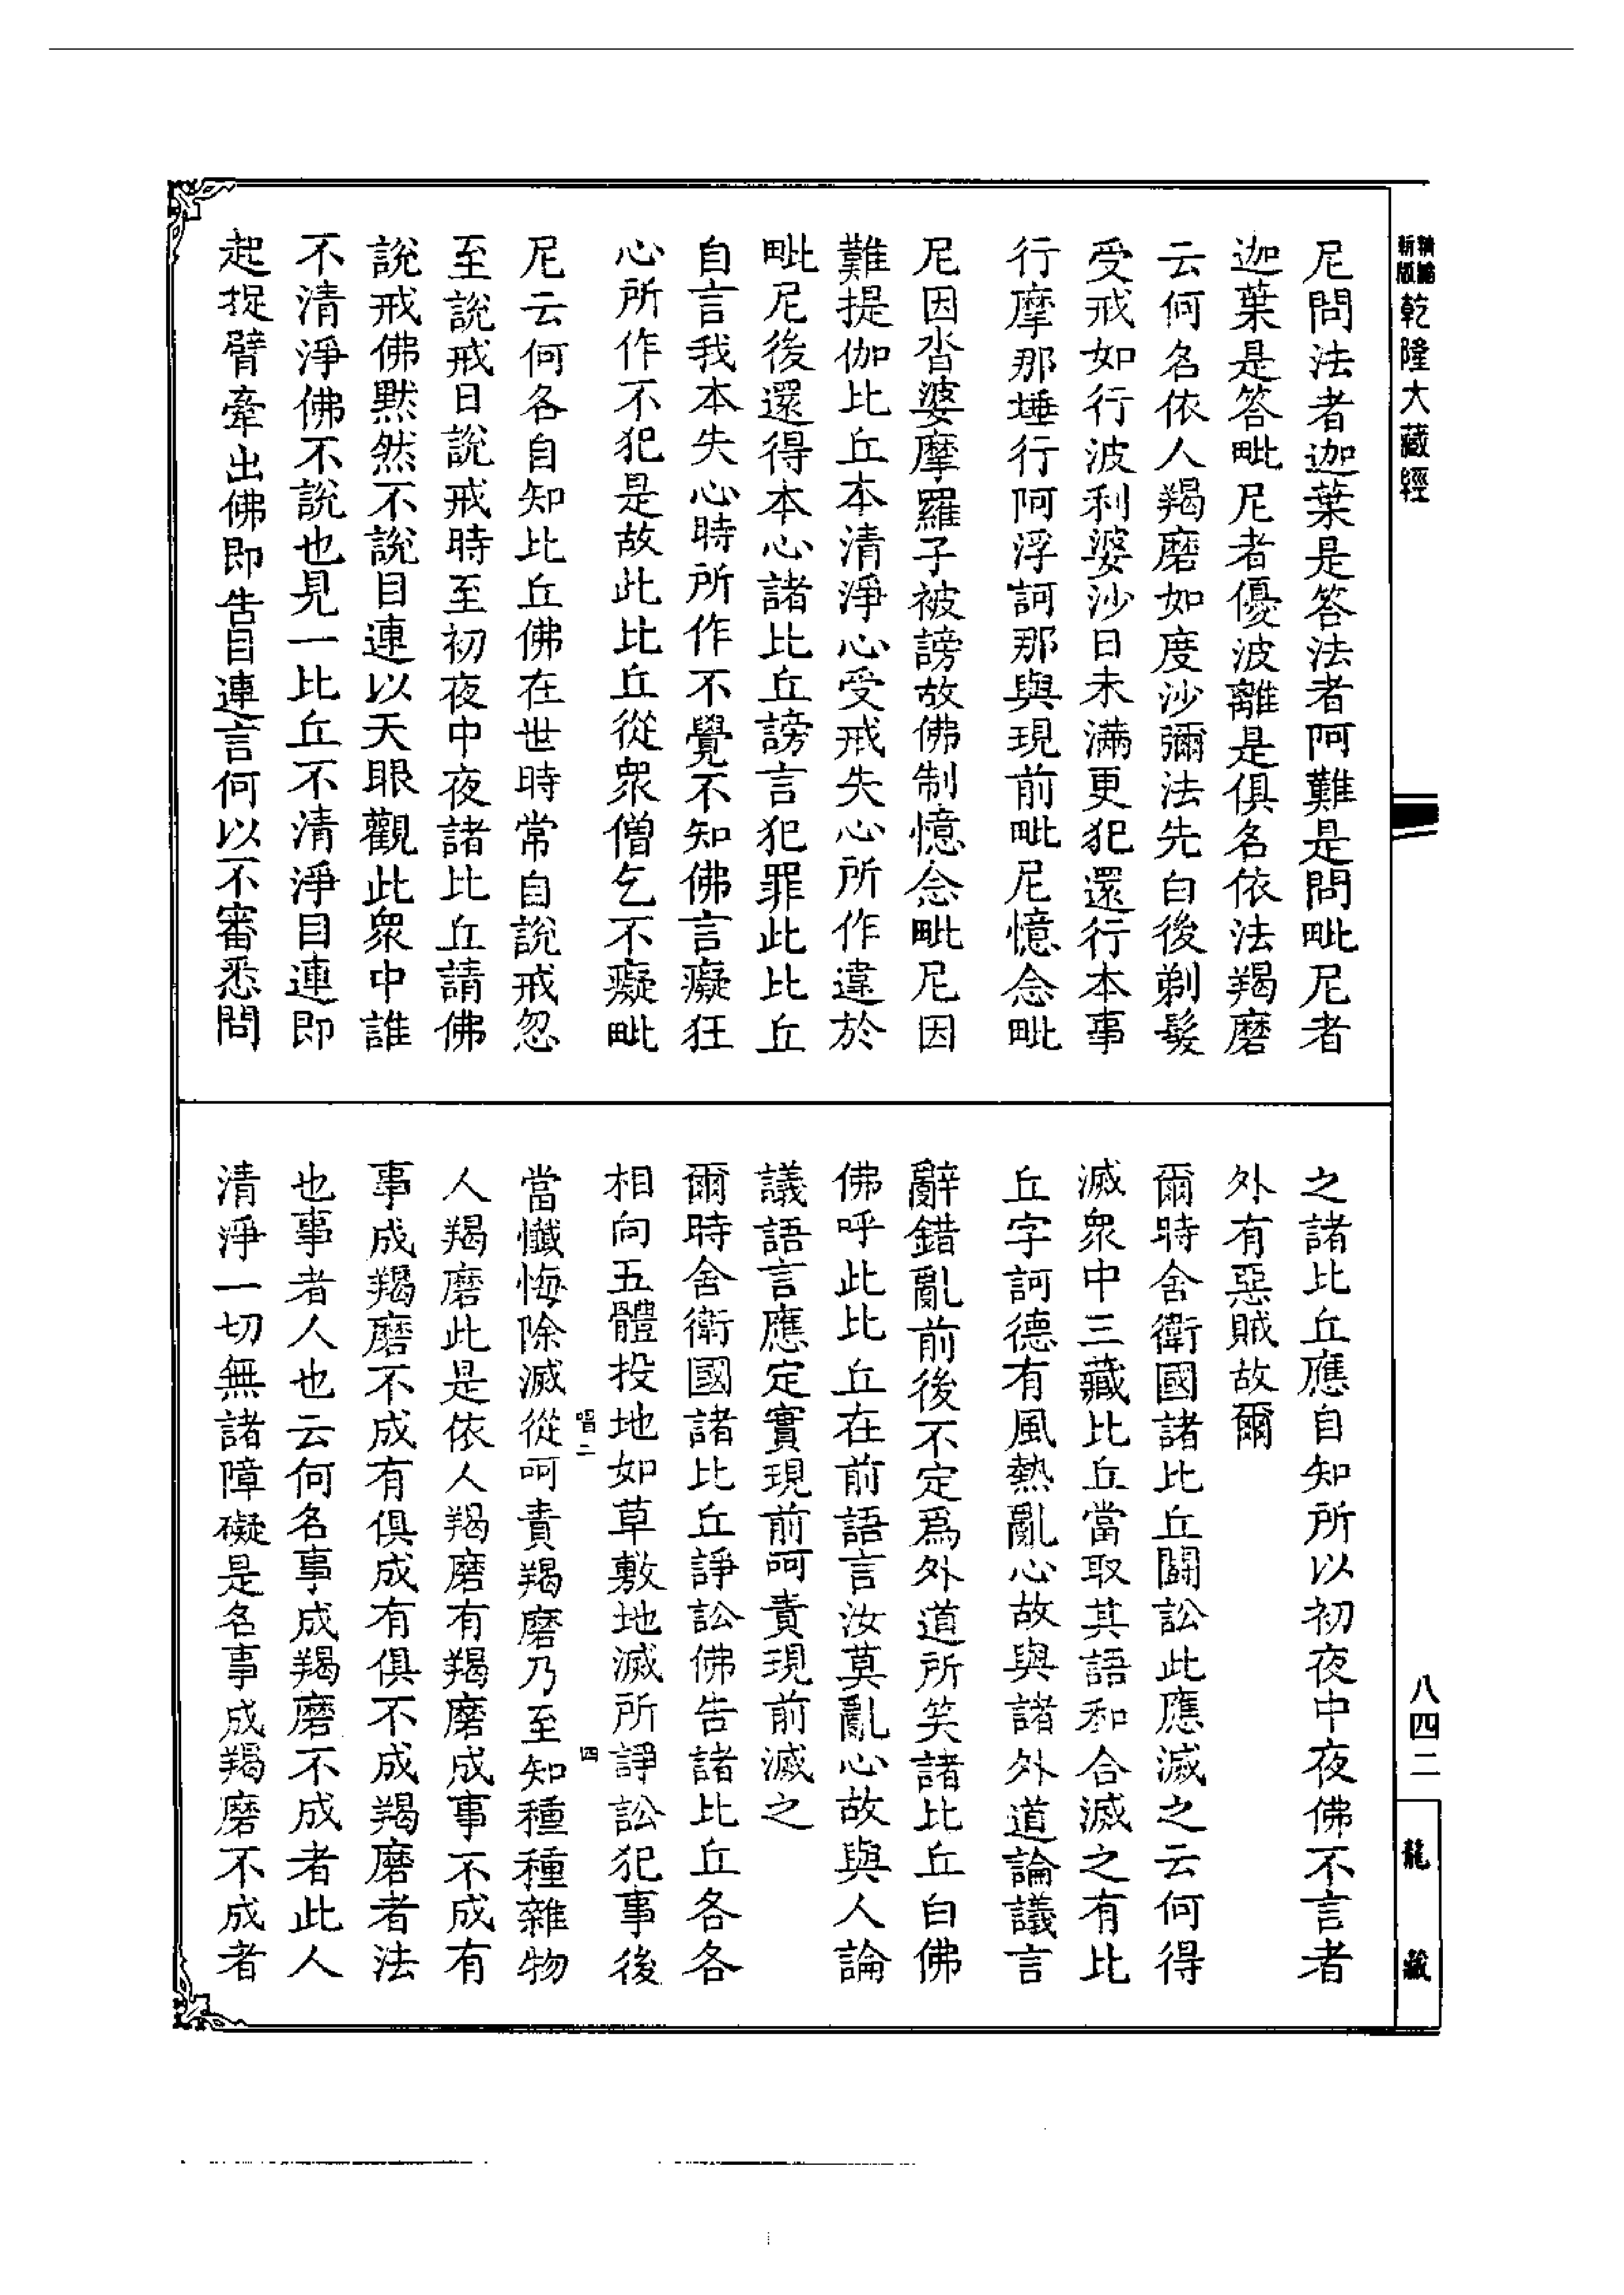 精編
新版
乾隆大藏經
尼問法者迦葉是答法者阿難是問毗尼者
迦葉是答毗尼者優波離是俱名依法羯磨
云何名依人羯磨如度沙彌法先白後剃髮
受戒如行波利婆沙日未滿更犯還行本事
行摩那埵行阿浮訶那與現前毗尼憶念毗
尼因沓婆摩羅子被謗故佛制憶念毗尼因
難提伽比丘本清淨心受戒失心所作違於
毗尼後還得本心諸比丘謗言犯罪此比丘
自言我本失心時所作不覺不知佛言癡狂
心所作不犯是故此比丘從衆僧乞不癡毗
尼云何各自知比丘佛在世時常自說戒忽
至說戒日說戒時至初夜中夜諸比丘請佛
說戒佛黙然不說目連以天眼觀此衆中誰
不清淨佛不說也見一比丘不清淨目連即
起捉臂牽出佛即告目連言何以不審悉問
之諸比丘應自知所以初夜中夜佛不言者
外有惡賊故爾
爾時舍衛國諸比丘鬪訟此應滅之云何得
滅衆中三藏比丘當取其語和合滅之有比
丘字訶德有風熱亂心故與諸外道論議言
辭錯亂前後不定爲外道所笑諸比丘白佛
佛呼此比丘在前語言汝莫亂心故與人論
議語言應定實現前呵責現前滅之
爾時舍衛國諸比丘諍訟佛告諸比丘各各
相向五體投地如草敷地滅所諍訟犯事後
唱二
四
當懺悔除滅從呵責羯磨乃至知種種雜物
人羯磨此是依人羯磨有羯磨成事不成有
事成羯磨不成有俱成有俱不成羯磨者法
也事者人也云何名事成羯磨不成者此人
清淨一切無諸障礙是名事成羯磨不成者
八四二
龍藏